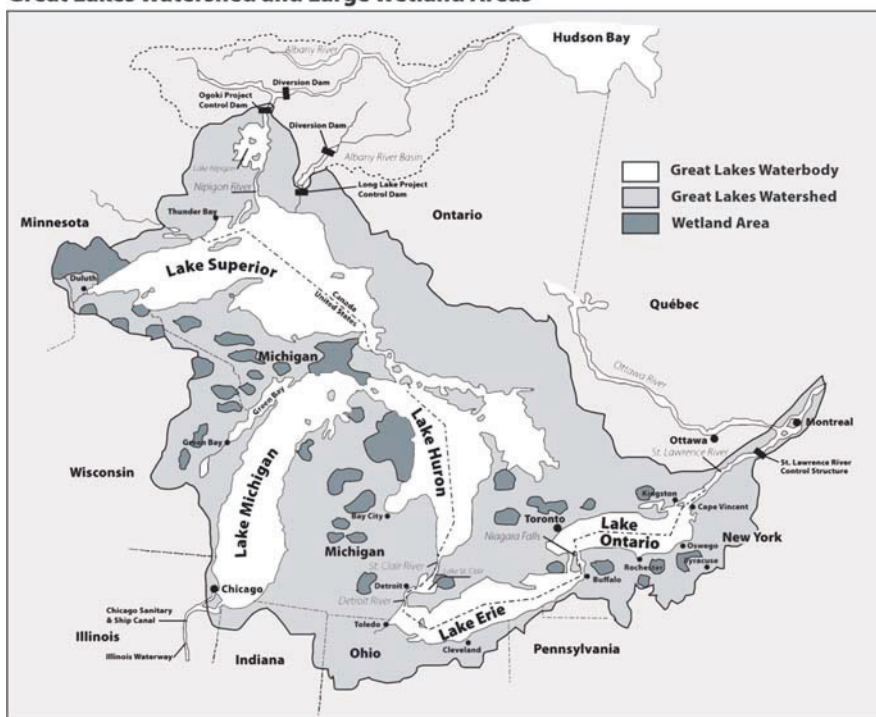 Great Lakes Watershed and Large Wetland Areas
Hudson Bay
Albany River
Diversion Dam
Ogoki Project
Control Dam
Diversion Dam
Albany River Basin
Lake Nipigon
Nipigon River
Long Lake Project
Control Dam
Great Lakes Waterbody
Great Lakes Watershed
Wetland Area
Thunder Bay
Ontario
Minnesota
Duluth
Lake Superior
Canada
United States
Québec
Michigan
Ottawa River
Green Bay
Green Bay
Montreal
Ottawa
St. Lawrence River
St. Lawrence River
Control Structure
Wisconsin
Lake Michigan
Lake Huron
Kingston
Cape Vincent
Bay City
Toronto
Lake
Ontario
New York
Niagara Falls
Oswego
Michigan
Rochester
Syracuse
St. Clair River
Lake St. Clair
Buffalo
Chicago
Detroit
Detroit River
Chicago Sanitary
& Ship Canal
Toledo
Lake Erie
Illinois
Cleveland
Pennsylvania
Illinois Waterway
Indiana
Ohio